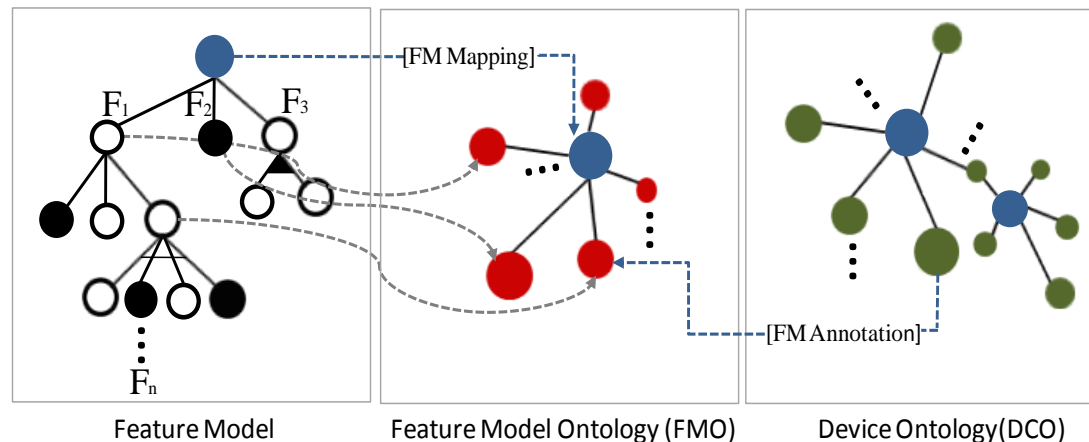 F1
F2
F3
Fn
[FM Mapping]
[FM Annotation]
Feature Model
Feature Model Ontology (FMO)
Device Ontology(DCO)